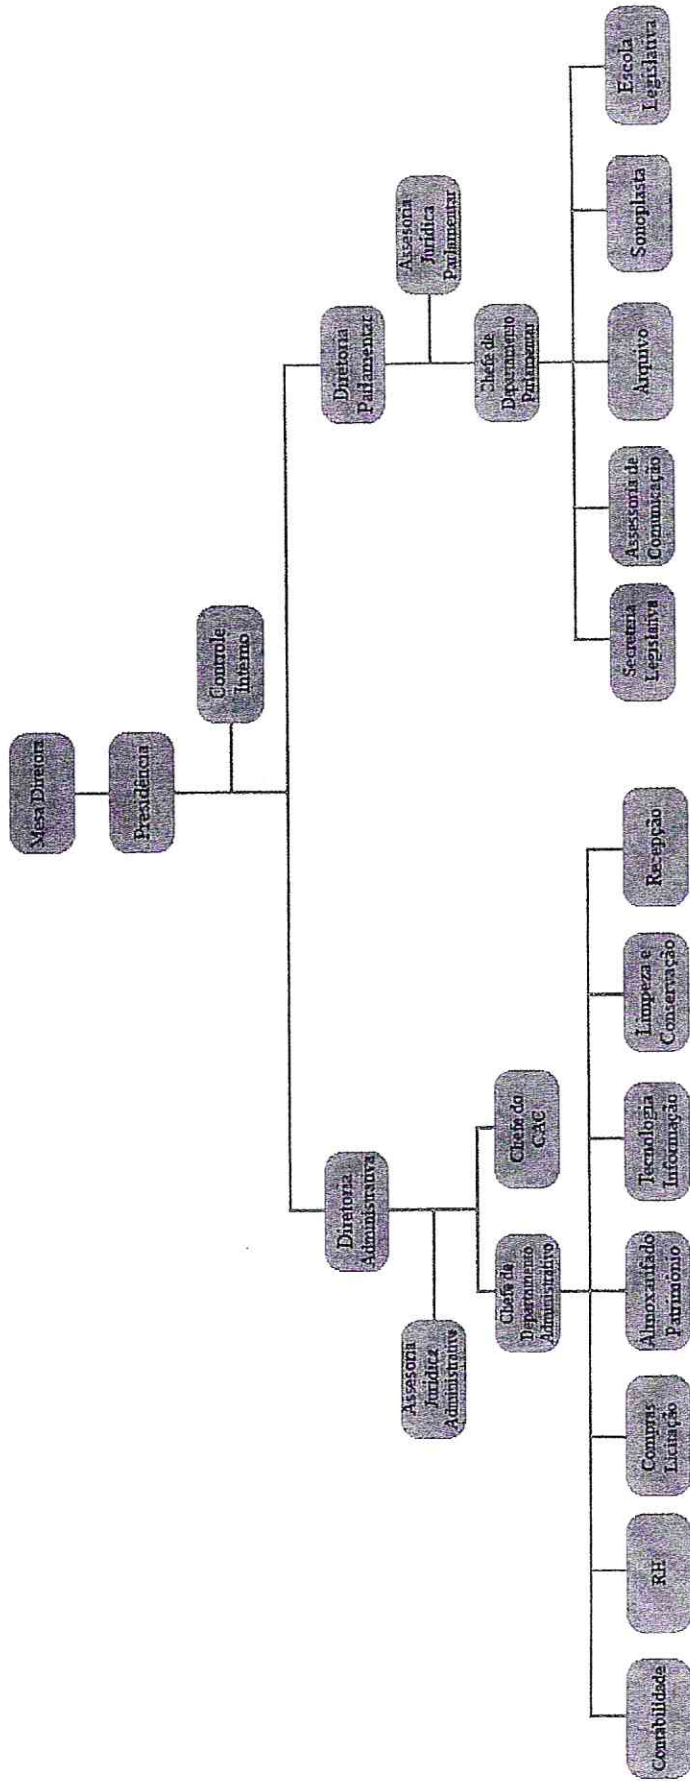 Mesa Diretora
Presidência
Controle
Interno
Diretoria
Administrativa
Diretoria
Parlamentar
Assesoria
Jurídica
Administrativa
Assesoria
Jurídica
Parlamentar
Chefe de
Departamento
Administrativo
Chefe do
CAC
Chefe de
Departamento
Parlamentar
Contabilidade
RH
Compras
Licitação
Almoxarifado
Patrimônio
Tecnologia
Informação
Limpeza e
Conservação
Recepção
Secretaria
Legislativa
Assessoria de
Comunicação
Arquivo
Sonoplasta
Escola
Legislativa